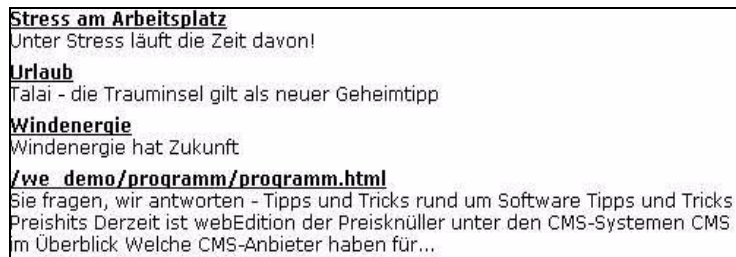 Stress am Arbeitsplatz
Unter Stress läuft die Zeit davon!
Urlaub
Talai - die Trauminsel gilt als neuer Geheimtipp
Windenergie
Windenergie hat Zukunft
/we_demo/programm/programm.html
Sie fragen, wir antworten - Tipps und Tricks rund um Software Tipps und Tricks
Preishits Derzeit ist webEdition der Preisknüller unter den CMS-Systemen CMS
im Überblick Welche CMS-Anbieter haben für...